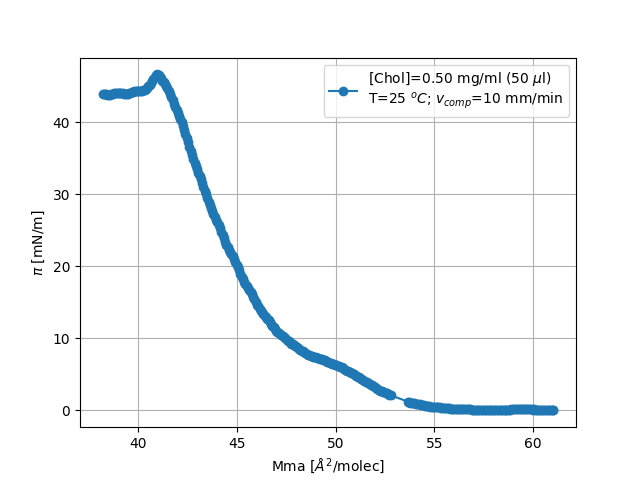 [Chol]=0.50 mg/ml (50 μl)
T=25 °C; v_comp=10 mm/min
40
30
20
10
0
π [mN/m]
40 45 50 55 60
Mma [Å²/molec]